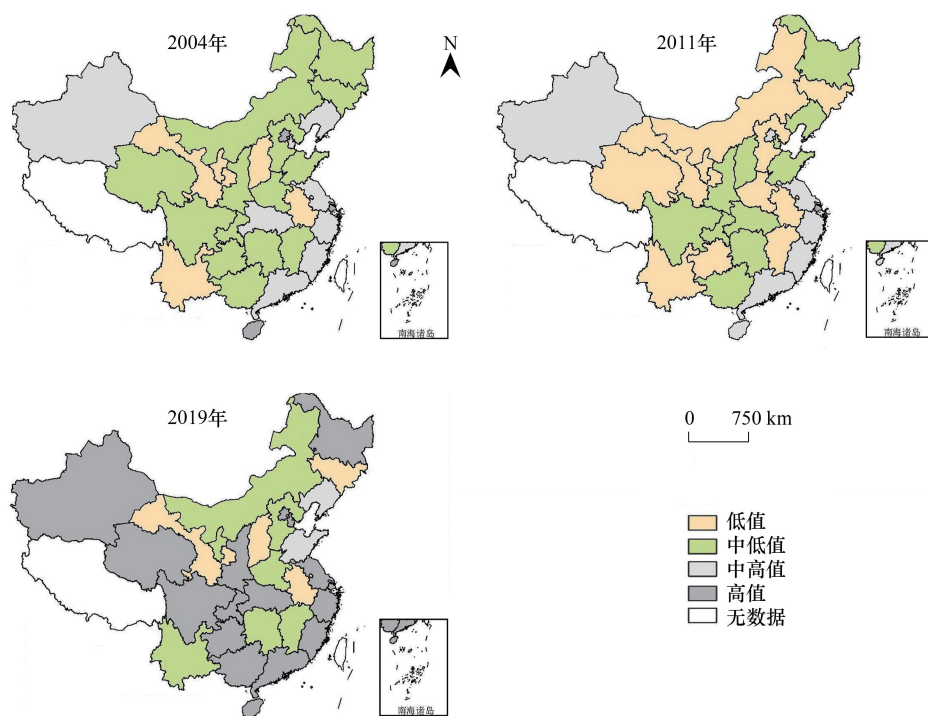 2004年
N
2011年
南海诸岛
南海诸岛
2019年
0 750 km
低值
中低值
中高值
高值
无数据
南海诸岛